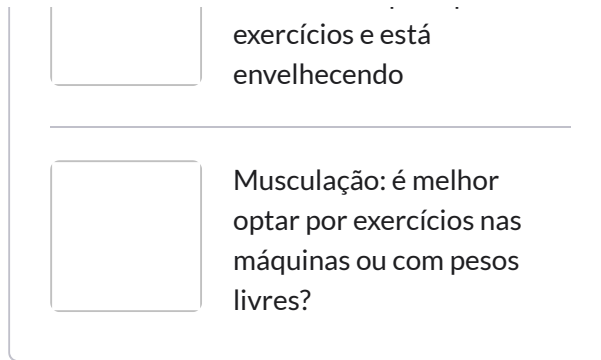 exercícios e está
envelhecendo
Musculação: é melhor
optar por exercícios nas
máquinas ou com pesos
livres?